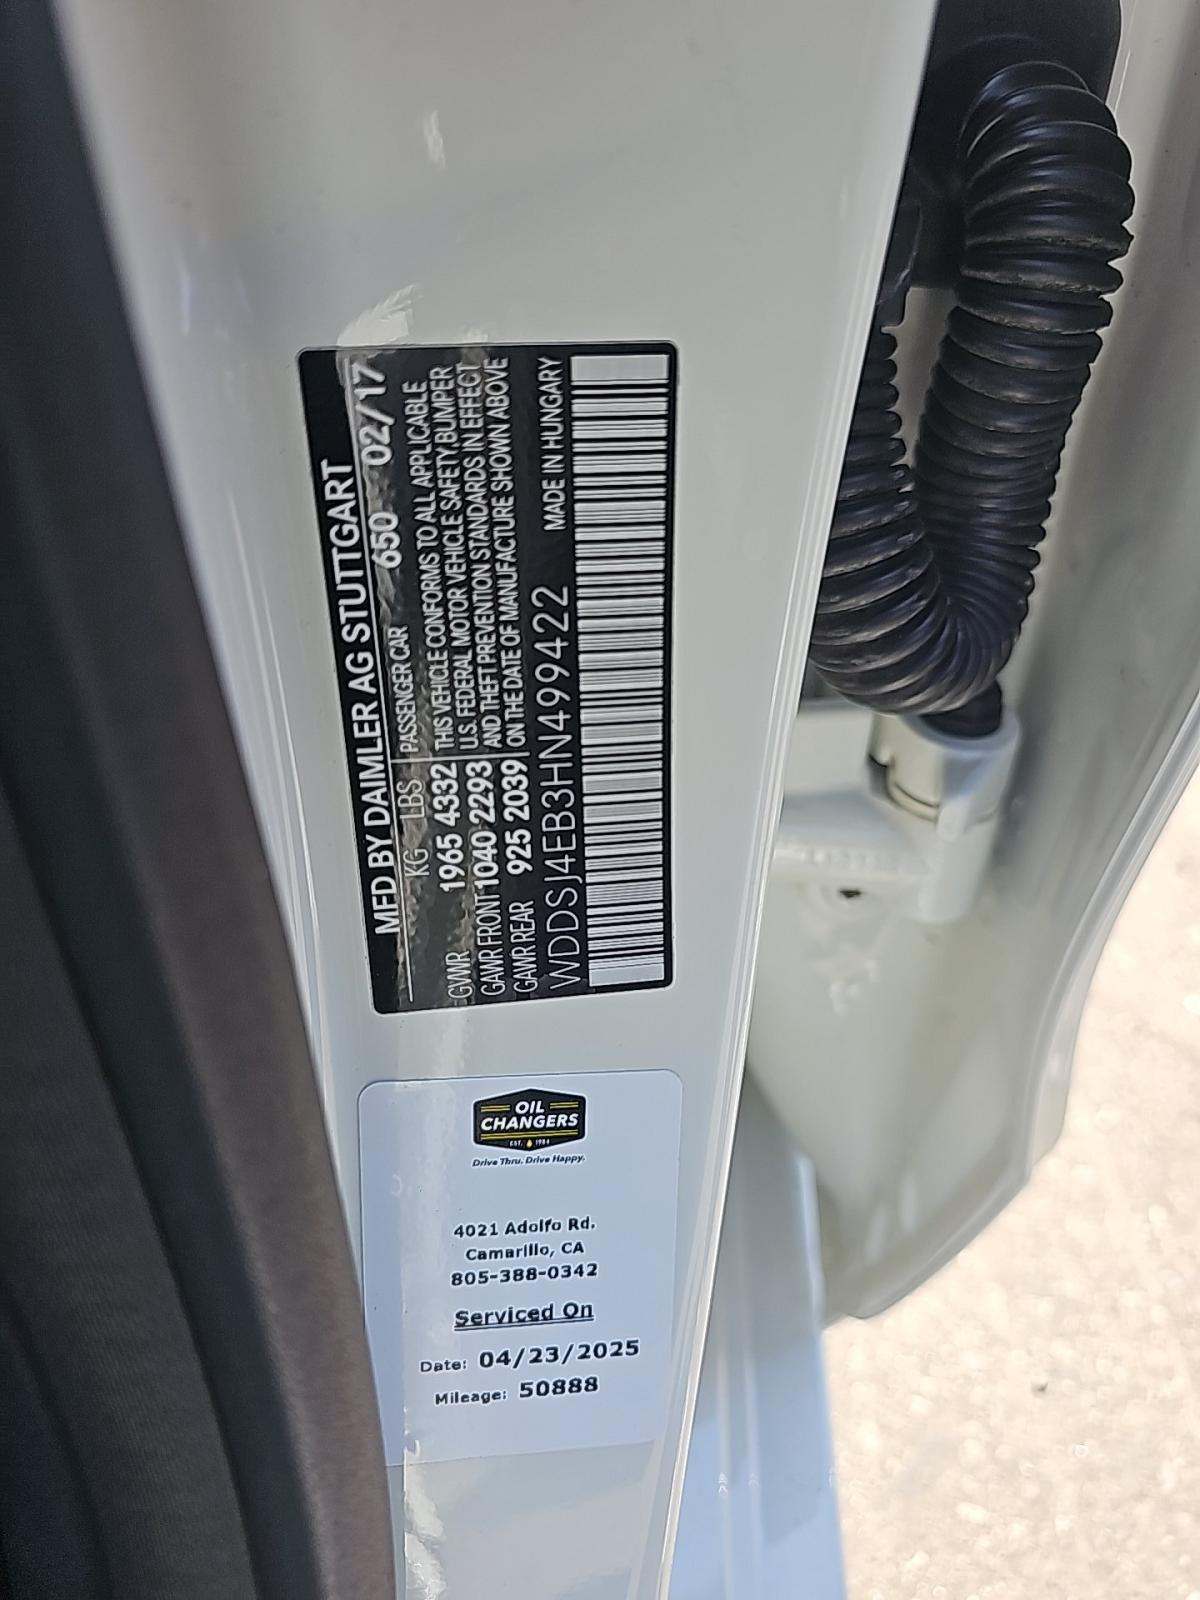 MFD BY DAIMLER AG STUTTGART
KG LBS PASSENGER CAR 650 02/17
GVWR 1965 4332 THIS VEHICLE CONFORMS TO ALL APPLICABLE
GAWR FRONT 1040 2293 U.S. FEDERAL MOTOR VEHICLE SAFETY, BUMPER
GAWR REAR 925 2039 AND THEFT PREVENTION STANDARDS IN EFFECT
ON THE DATE OF MANUFACTURE SHOWN ABOVE
WDDSJ4EB3HN499422 MADE IN HUNGARY
OIL
CHANGERS
EST. 1984
Drive Thru. Drive Happy.
4021 Adolfo Rd.
Camarillo, CA
805-388-0342
Serviced On
Date: 04/23/2025
Mileage: 50888